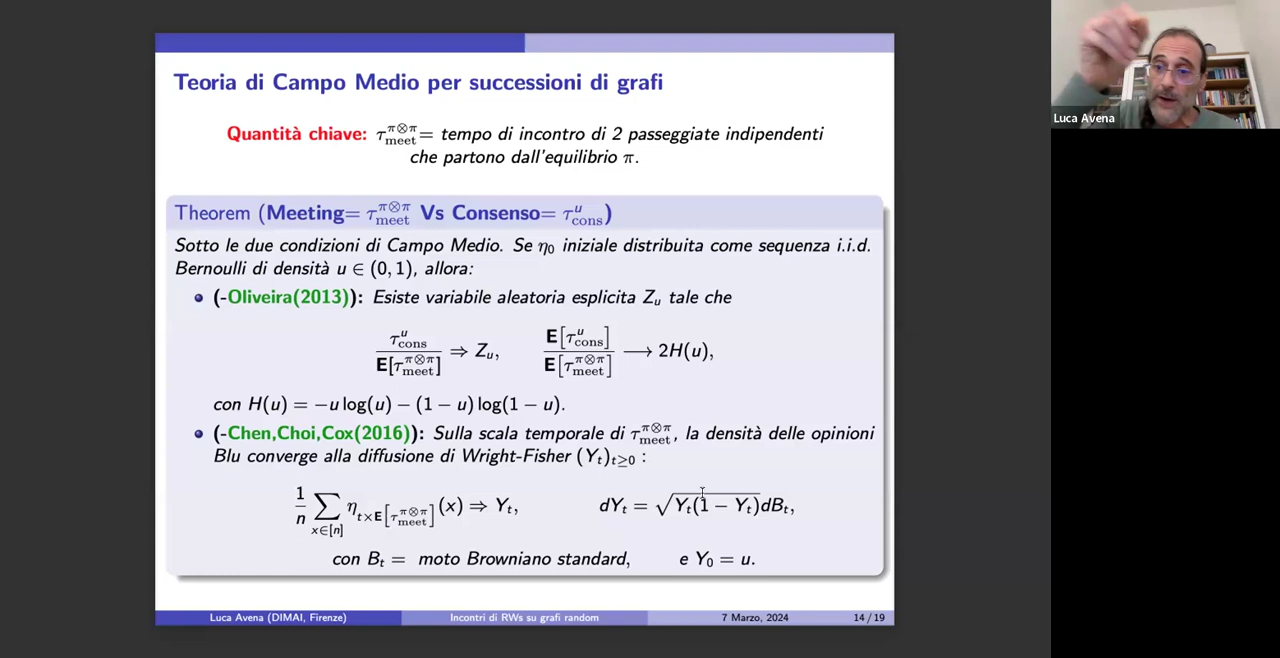 Teoria di Campo Medio per successioni di grafi
Quantità chiave: τ_meet^{π⊗π} = tempo di incontro di 2 passeggiate indipendenti
che partono dall'equilibrio π.
Theorem (Meeting= τ_meet^{π⊗π} Vs Consenso= τ_cons^u)
Sotto le due condizioni di Campo Medio. Se η₀ iniziale distribuita come sequenza i.i.d.
Bernoulli di densità u ∈ (0, 1), allora:
(-Oliveira(2013)): Esiste variabile aleatoria esplicita Z_u tale che
τ_cons^u / E[τ_meet^{π⊗π}] ⇒ Z_u, E[τ_cons^u] / E[τ_meet^{π⊗π}] ⟶ 2H(u),
con H(u) = −u log(u) − (1 − u) log(1 − u).
(-Chen,Choi,Cox(2016)): Sulla scala temporale di τ_meet^{π⊗π}, la densità delle opinioni
Blu converge alla diffusione di Wright-Fisher (Y_t)_{t≥0} :
1/n ∑_{x∈[n]} η_{t×E[τ_meet^{π⊗π}]}(x) ⇒ Y_t, dY_t = √(Y_t(1 − Y_t))dB_t,
con B_t = moto Browniano standard, e Y₀ = u.
Luca Avena (DIMAI, Firenze) Incontri di RWs su grafi random 7 Marzo, 2024 14 / 19
Luca Avena